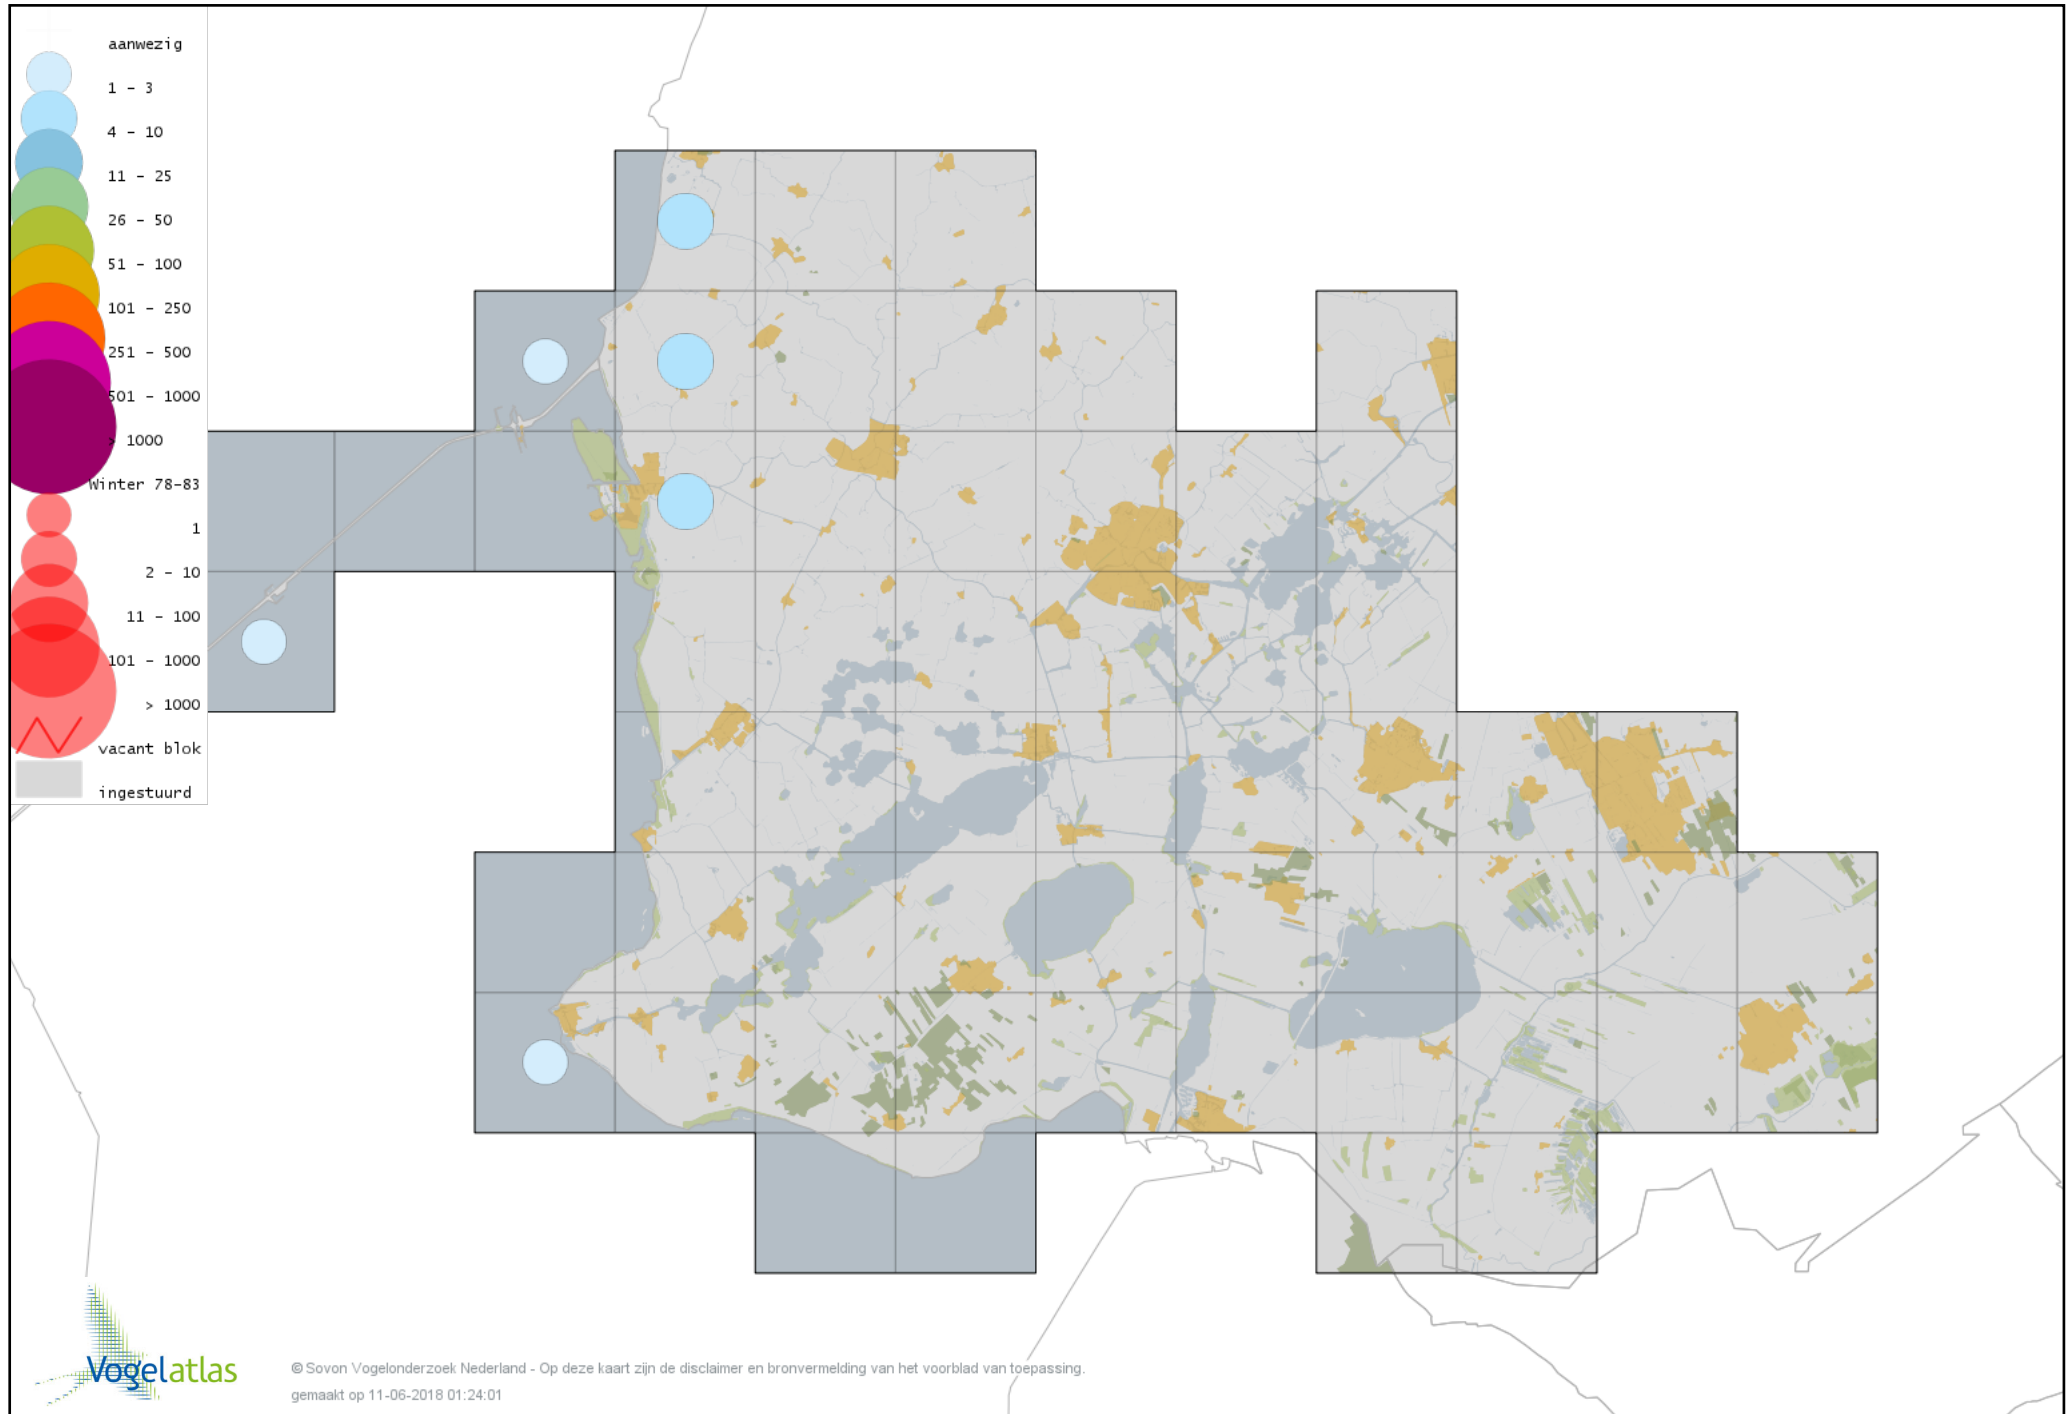 aanwezig
1 - 3
4 - 10
11 - 25
26 - 50
51 - 100
101 - 250
251 - 500
501 - 1000
> 1000
Winter 78-83
1
2 - 10
11 - 100
101 - 1000
> 1000
vacant blok
ingestuurd
Vogelatlas
© Sovon Vogelonderzoek Nederland - Op deze kaart zijn de disclaimer en bronvermelding van het voorblad van toepassing.
gemaakt op 11-06-2018 01:24:01